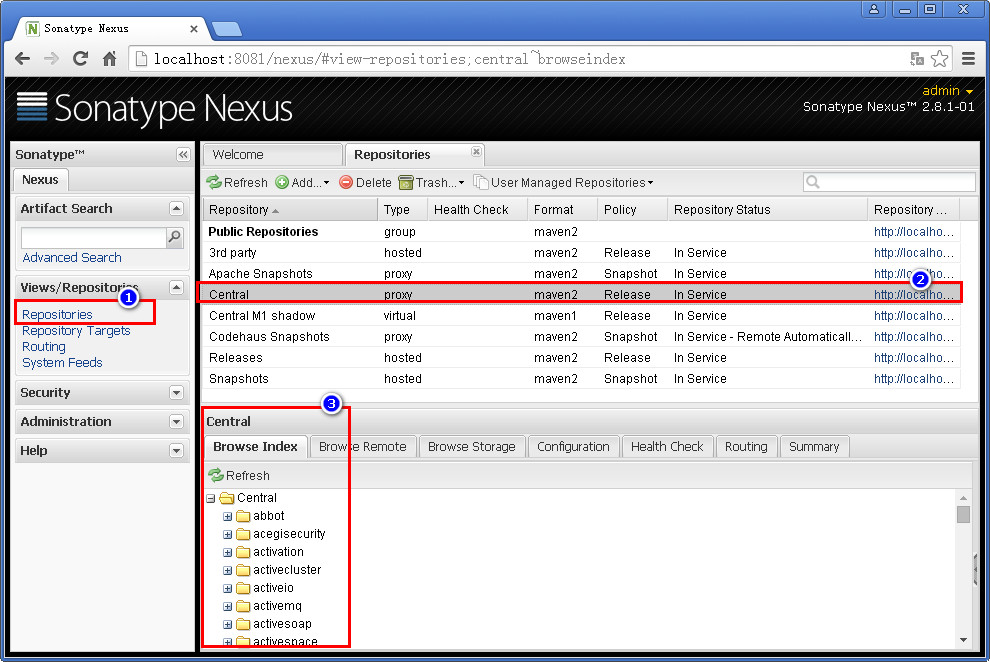 Sonatype Nexus
localhost:8081/nexus/#view-repositories;central~browseindex
Sonatype Nexus
admin
Sonatype Nexus™ 2.8.1-01
Sonatype™
Nexus
Artifact Search
Advanced Search
Views/Repositories
1
Repositories
Repository Targets
Routing
System Feeds
Security
Administration
Help
Welcome
Repositories
Refresh Add... Delete Trash... User Managed Repositories
Repository Type Health Check Format Policy Repository Status Repository ...
Public Repositories group maven2 http://localho...
3rd party hosted maven2 Release In Service http://localho...
Apache Snapshots proxy maven2 Snapshot In Service http://localho...
2
Central proxy maven2 Release In Service http://localho...
Central M1 shadow virtual maven1 Release In Service http://localho...
Codehaus Snapshots proxy maven2 Snapshot In Service - Remote Automaticall... http://localho...
Releases hosted maven2 Release In Service http://localho...
Snapshots hosted maven2 Snapshot In Service http://localho...
3
Central
Browse Index Browse Remote Browse Storage Configuration Health Check Routing Summary
Refresh
Central
abbot
acegisecurity
activation
activecluster
activeio
activemq
activesoap
activespace